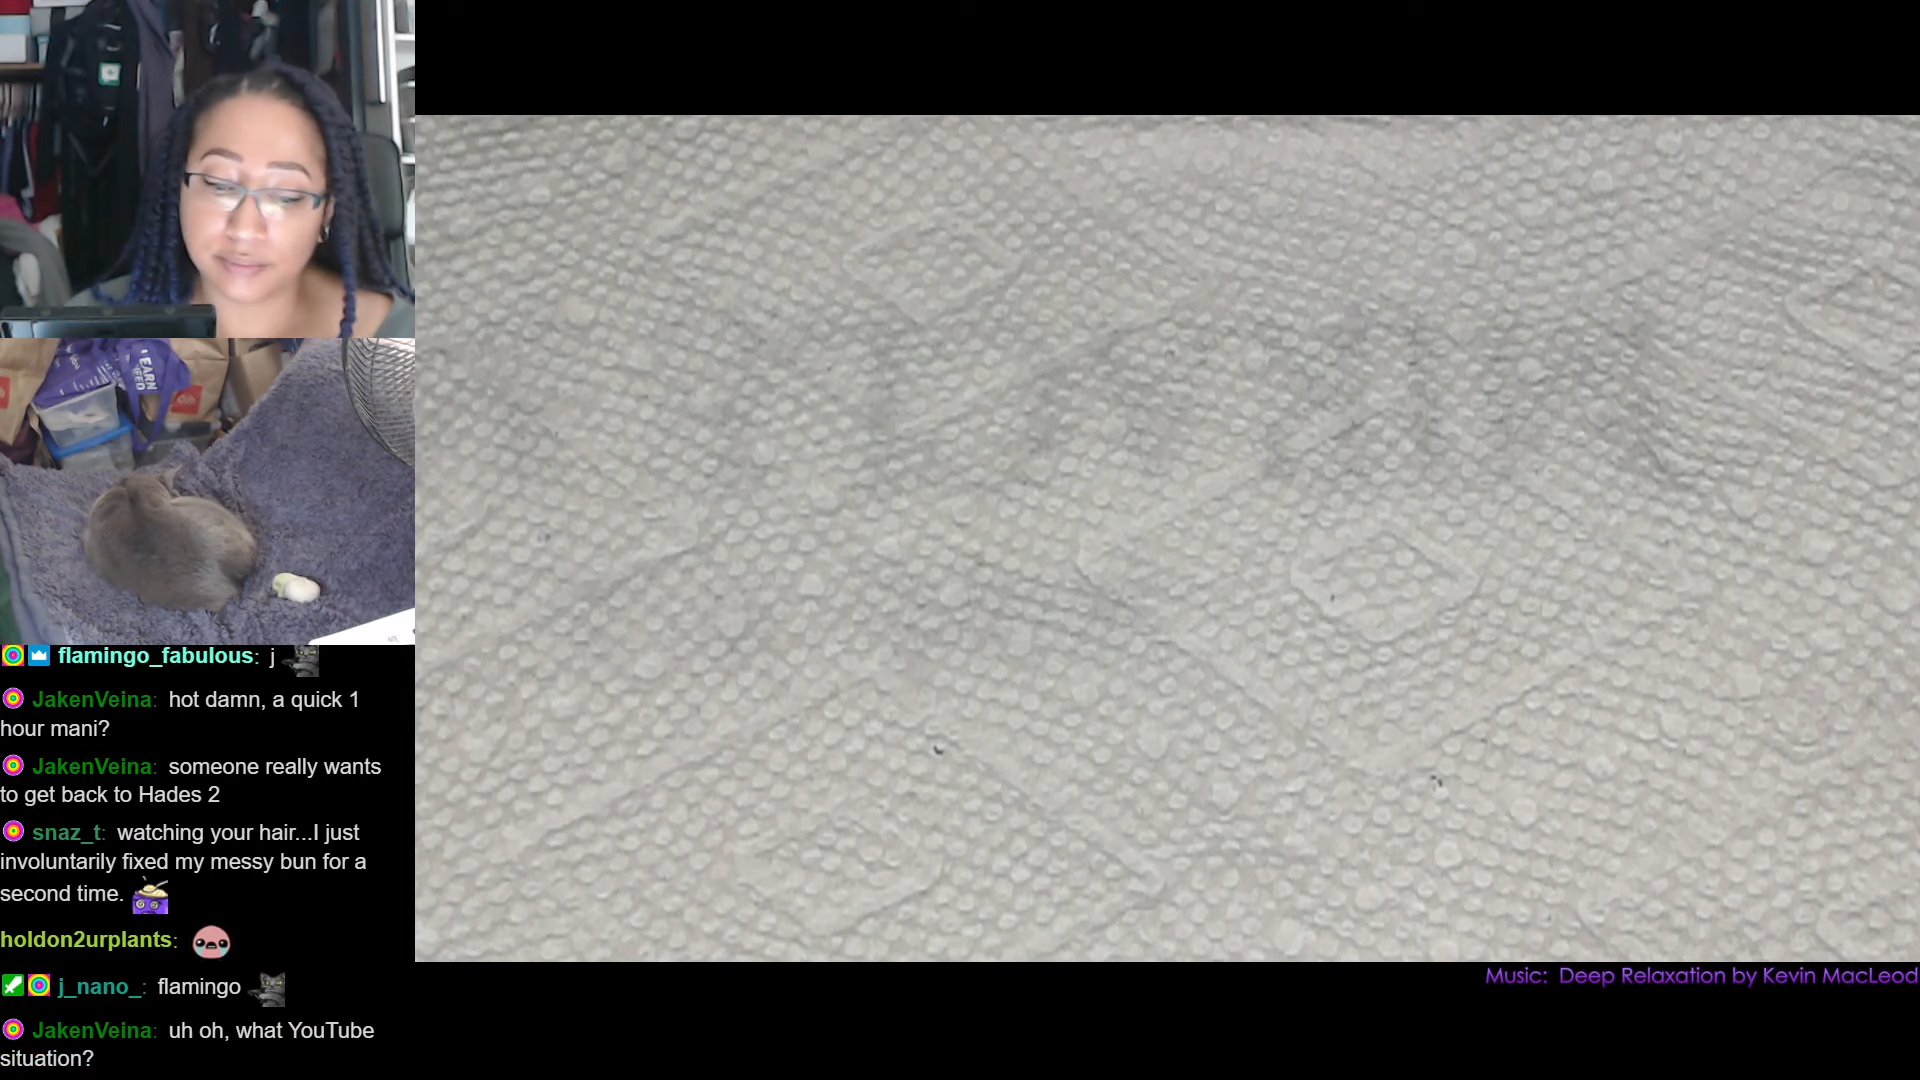 EARN
FEED
flamingo_fabulous: j
JakenVeina: hot damn, a quick 1
hour mani?
JakenVeina: someone really wants
to get back to Hades 2
snaz_t: watching your hair...I just
involuntarily fixed my messy bun for a
second time.
holdon2urplants:
j_nano_: flamingo
JakenVeina: uh oh, what YouTube
situation?
Music: Deep Relaxation by Kevin MacLeod